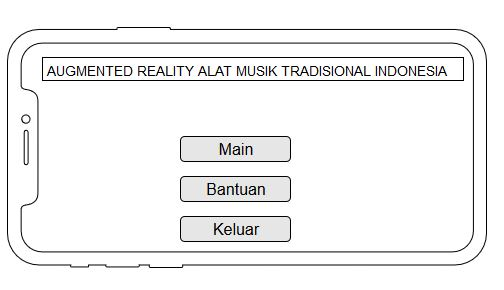 AUGMENTED REALITY ALAT MUSIK TRADISIONAL INDONESIA
Main
Bantuan
Keluar